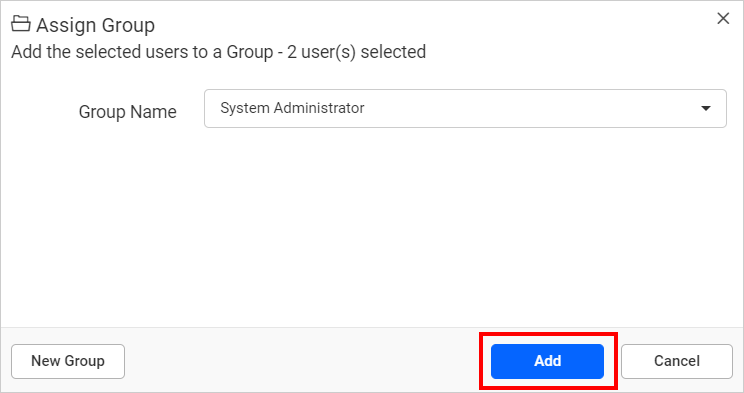 Assign Group
Add the selected users to a Group - 2 user(s) selected
Group Name
System Administrator
New Group
Add
Cancel